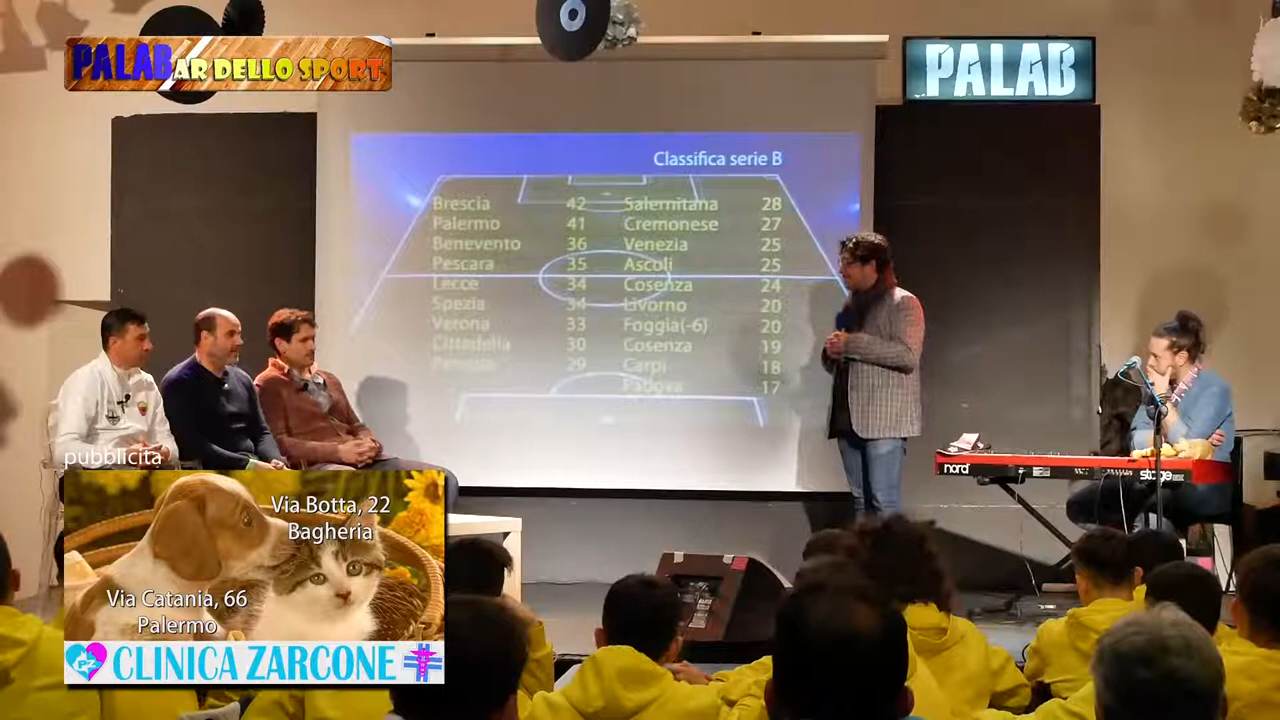 PALABAR DELLO SPORT
PALAB
Classifica serie B
Brescia 42 Salernitana 28
Palermo 41 Cremonese 27
Benevento 36 Venezia 25
Pescara 35 Ascoli 25
Lecce 34 Cosenza 24
Spezia 34 Livorno 20
Verona 33 Foggia(-6) 20
Cittadella 30 Cosenza 19
29 Carpi 18
Padova 17
nord
stage
pubblicità
Via Botta, 22
Bagheria
Via Catania, 66
Palermo
PZ
CLINICA ZARCONE